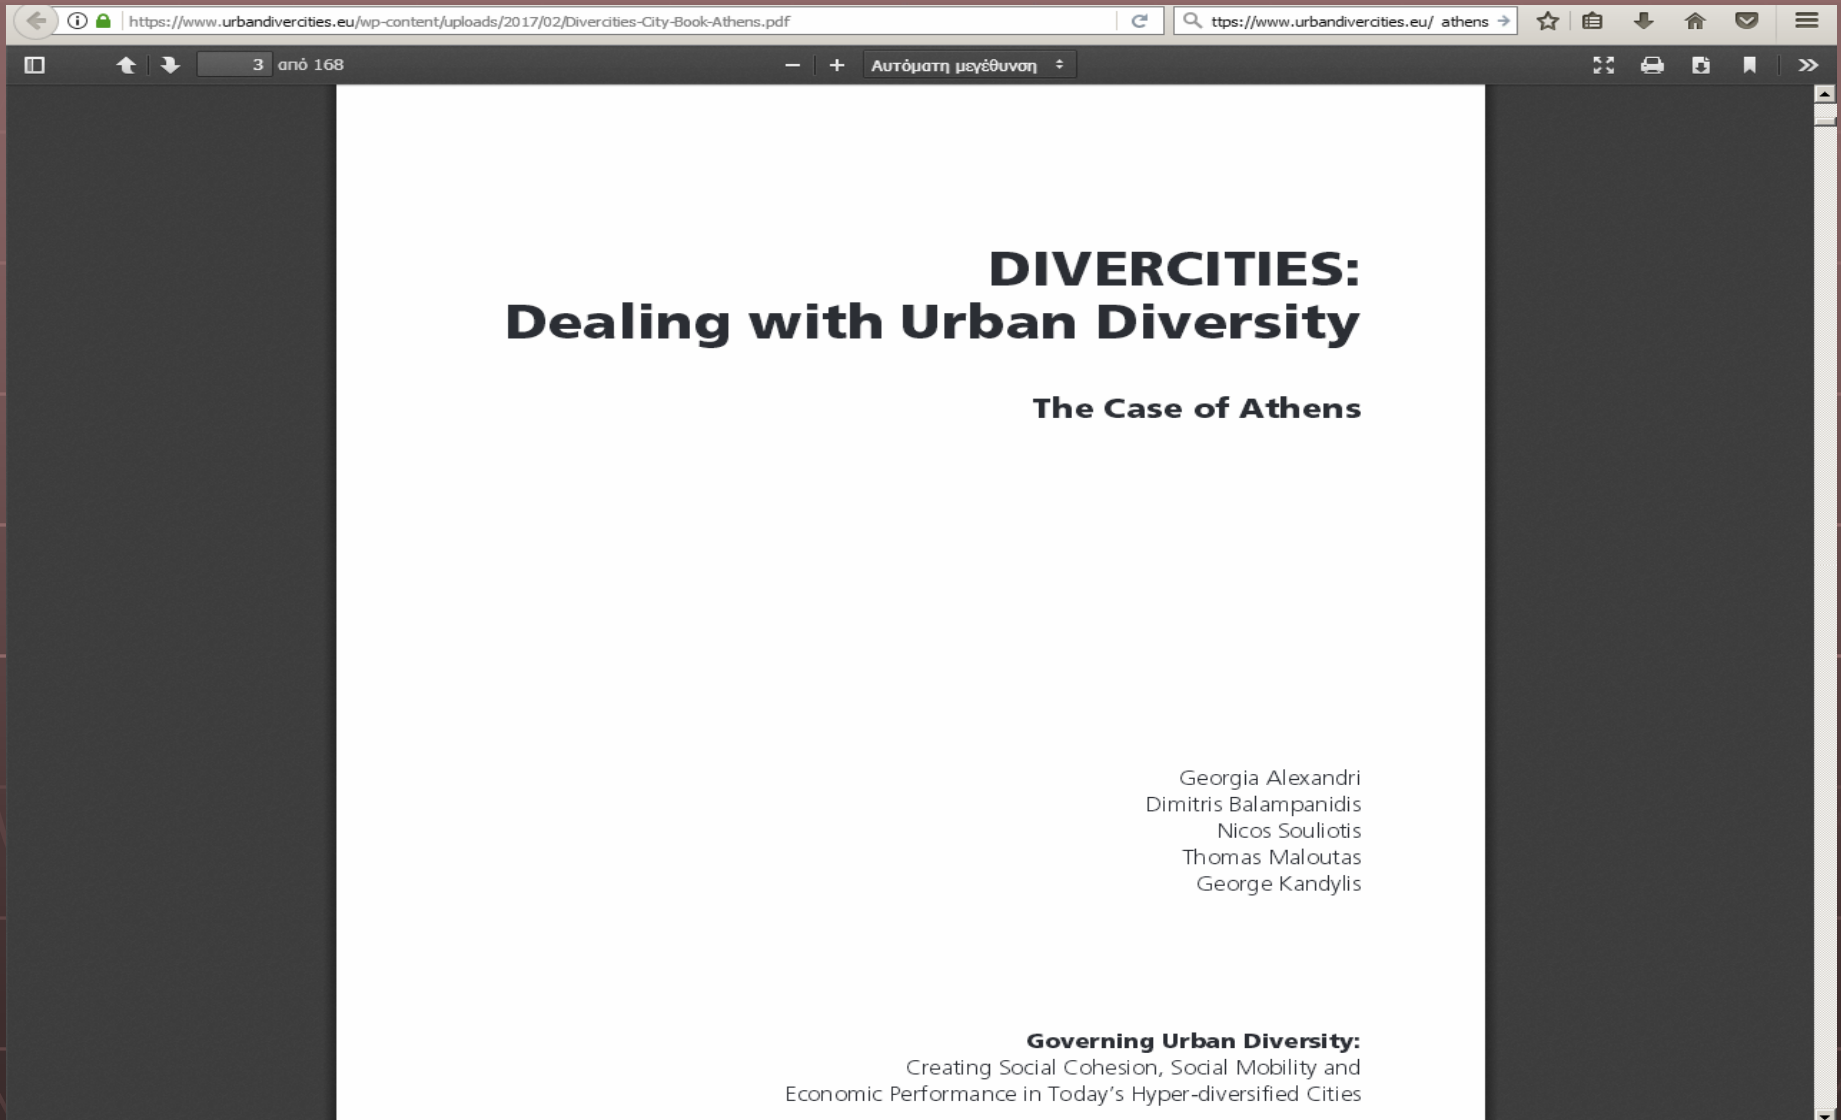 https://www.urbandivercities.eu/wp-content/uploads/2017/02/Divercities-City-Book-Athens.pdf
ttps://www.urbandivercities.eu/ athens
3 από 168
Αυτόματη μεγέθυνση
DIVERCITIES:
Dealing with Urban Diversity
The Case of Athens
Georgia Alexandri
Dimitris Balampanidis
Nicos Souliotis
Thomas Maloutas
George Kandylis
Governing Urban Diversity:
Creating Social Cohesion, Social Mobility and
Economic Performance in Today's Hyper-diversified Cities